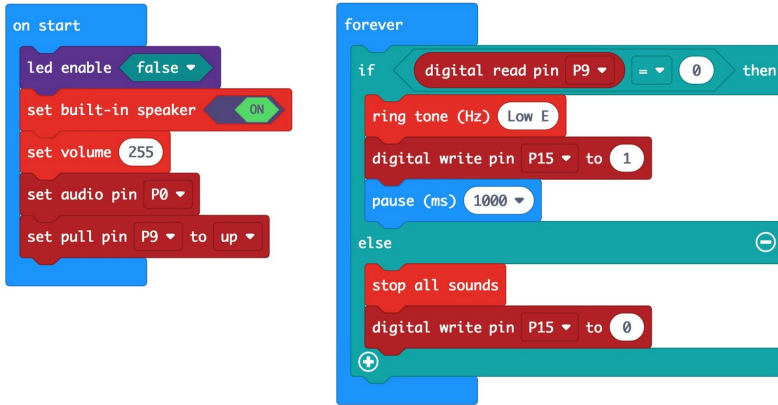 on start
led enable false
set built-in speaker ON
set volume 255
set audio pin P0
set pull pin P9 to up
forever
if digital read pin P9 = 0 then
ring tone (Hz) Low E
digital write pin P15 to 1
pause (ms) 1000
else
stop all sounds
digital write pin P15 to 0